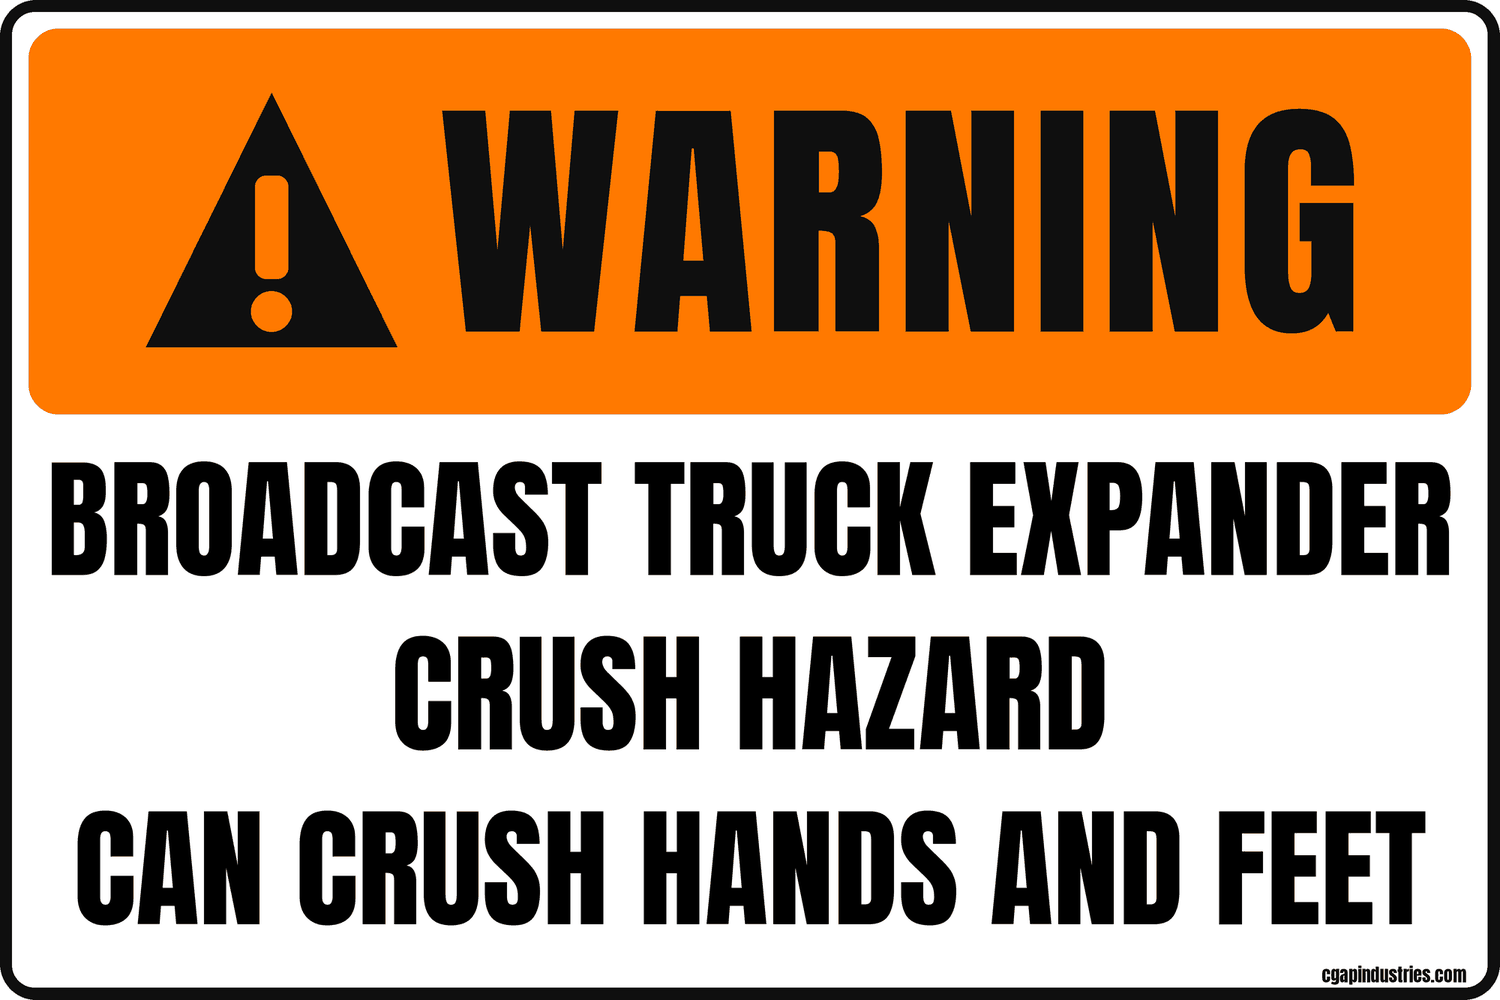 WARNING
BROADCAST TRUCK EXPANDER
CRUSH HAZARD
CAN CRUSH HANDS AND FEET
cgapindustries.com